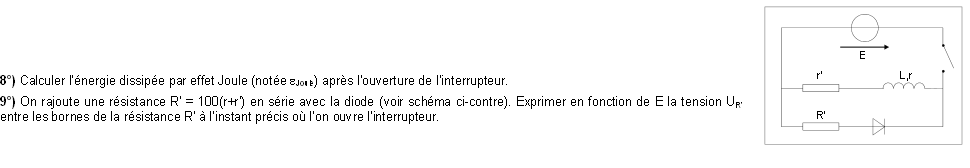 8°) Calculer l'énergie dissipée par effet Joule (notée εJoule) après l'ouverture de l'interrupteur.
9°) On rajoute une résistance R' = 100(r+r') en série avec la diode (voir schéma ci-contre). Exprimer en fonction de E la tension UR'
entre les bornes de la résistance R' à l'instant précis où l'on ouvre l'interrupteur.
E
r'
L,r
R'